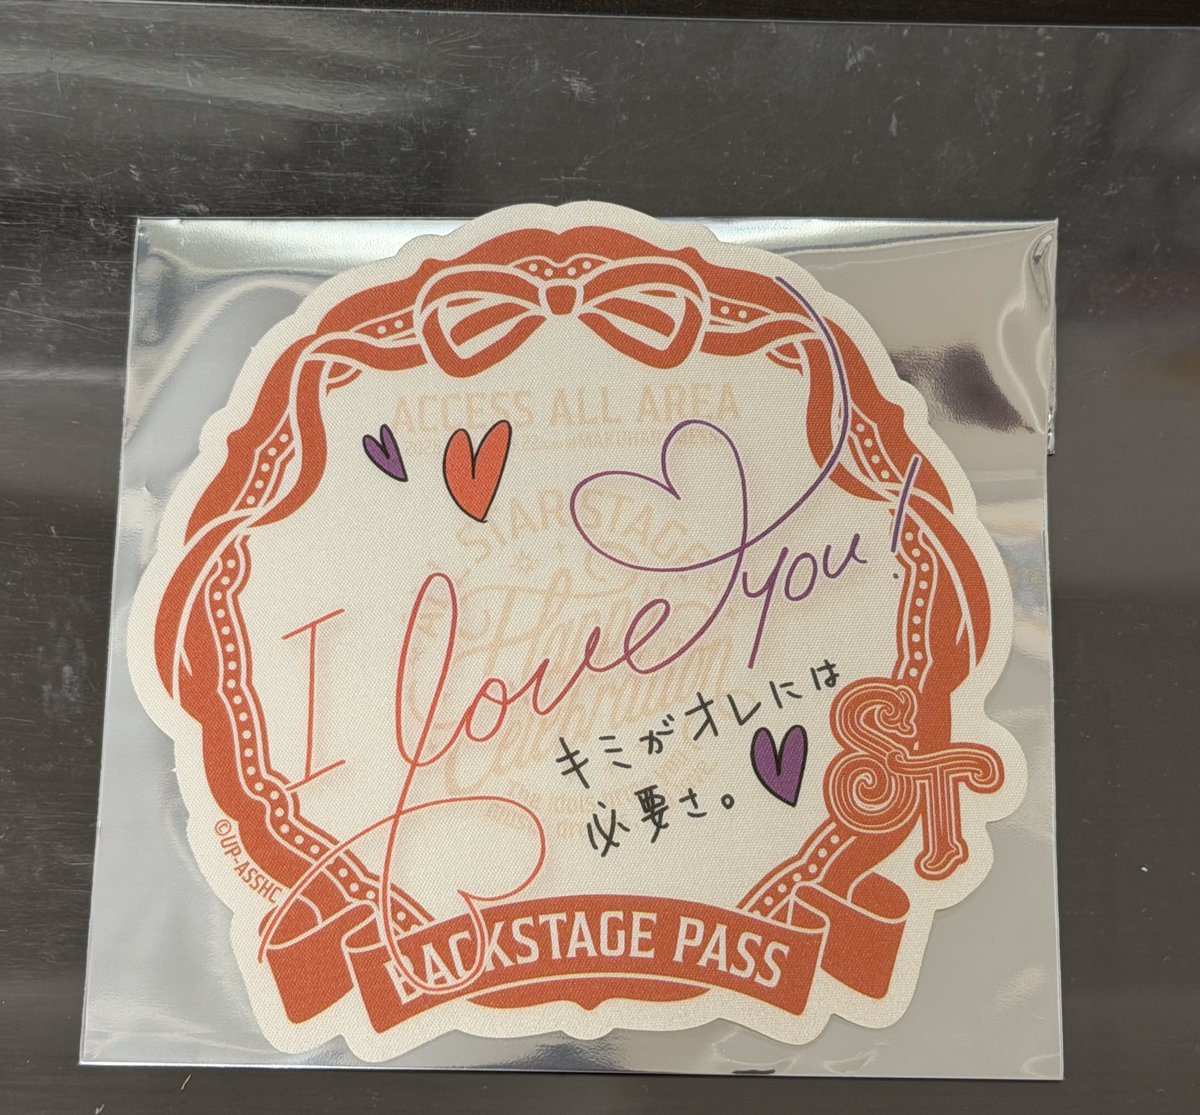 ACCESS ALL AREA
STAR STAGE
I love you!
キミがオレには
必要さ。
ST
©UP-ASSHC
BACKSTAGE PASS